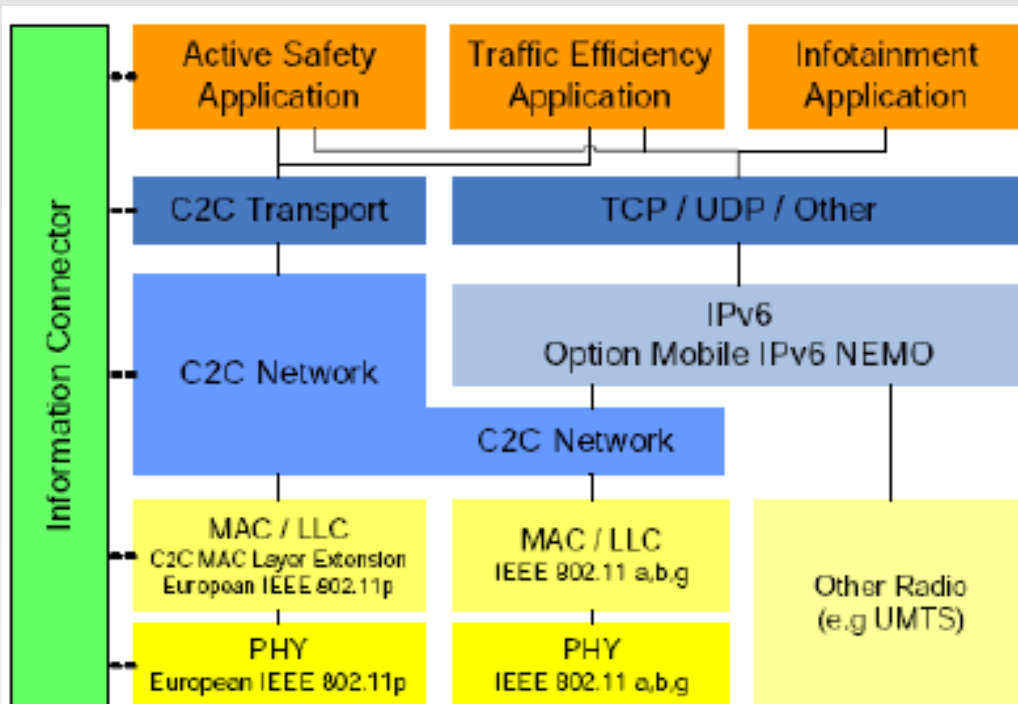 Information Connector
Active Safety
Application
Traffic Efficiency
Application
Infotainment
Application
C2C Transport
TCP / UDP / Other
C2C Network
IPv6
Option Mobile IPv6 NEMO
C2C Network
MAC / LLC
C2C MAC Layor Extension
European IEEE 802.11p
MAC / LLC
IEEE 802.11 a,b,g
Other Radio
(e.g UMTS)
PHY
European IEEE 802.11p
PHY
IEEE 802.11 a,b,g